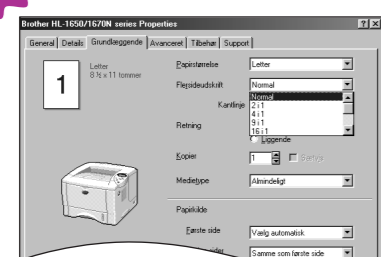 Brother HL-1650/1670N series Properties
General Details Grundlæggende Avanceret Tilbehør Support
1
Letter
8 ½ x 11 tommer
Papirstørrelse Letter
Flersideudskrift Normal
Normal
Kantlinje 2 i 1
4 i 1
Retning 9 i 1
16 i 1
Liggende
Kopier 1 Sætvis
Medietype Almindeligt
Papirkilde
Første side Vælg automatisk
sider Samme som første side